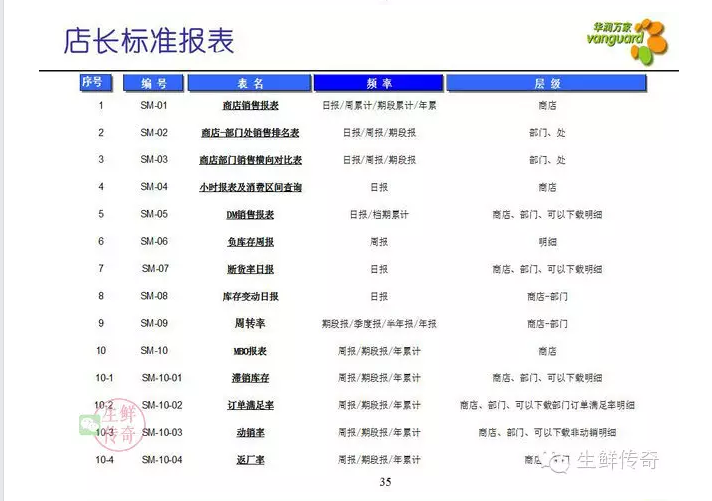 店长标准报表
华润万家
vanguard
序号 编 号 表 名 频 率 层 级
1 SM-01 商店销售报表 日报/周累计/期段累计/年累 商店
2 SM-02 商店-部门处销售排名表 日报/周报/期段报 部门、处
3 SM-03 商店部门销售横向对比表 日报/周报/期段报 部门、处
4 SM-04 小时报表及消费区间查询 日报 商店
5 SM-05 DM销售报表 日报/档期累计 商店、部门、可以下载明细
6 SM-06 负库存周报 周报 明细
7 SM-07 断货率日报 日报 商店、部门、可以下载明细
8 SM-08 库存变动日报 日报 商店-部门
9 SM-09 周转率 期段报/季度报/半年报/年报 商店-部门
10 SM-10 MBO报表 周报/期段报/年累计 商店
10-1 SM-10-01 滞销库存 周报/期段报/年累计 商店、部门、可以下载明细
10-2 SM-10-02 订单满足率 周报/期段报/年累计 商店、部门、可以下载部门订单满足率明细
10-3 SM-10-03 动销率 周报/期段报/年累计 商店、部门、可以下载非动销明细
10-4 SM-10-04 返厂率 周报/期段报/年累计 商店、部门
生鲜
传奇
生鲜传奇
35